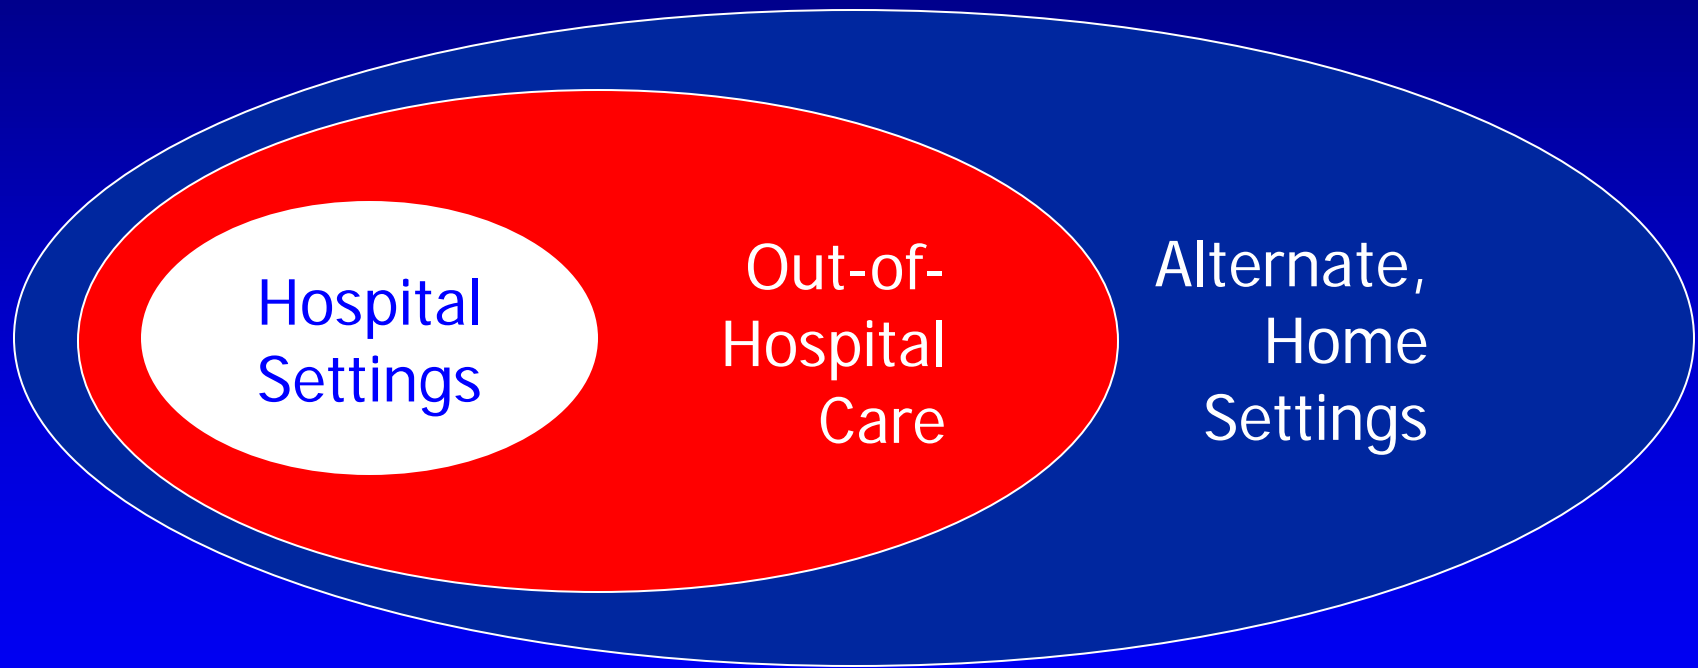 Hospital
Settings
Out-of-
Hospital
Care
Alternate,
Home
Settings